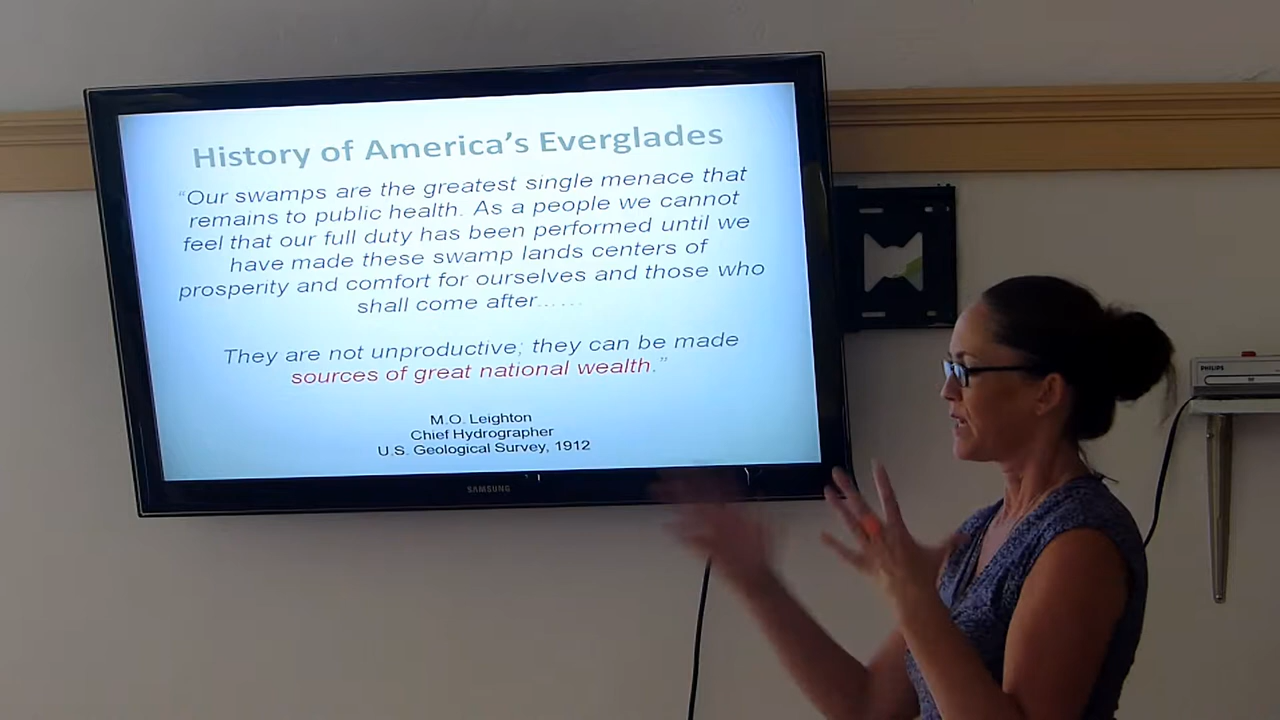 History of America's Everglades
"Our swamps are the greatest single menace that
remains to public health. As a people we cannot
feel that our full duty has been performed until we
have made these swamp lands centers of
prosperity and comfort for ourselves and those who
shall come after……
They are not unproductive; they can be made
sources of great national wealth."
M.O. Leighton
Chief Hydrographer
U.S. Geological Survey, 1912
SAMSUNG
PHILIPS